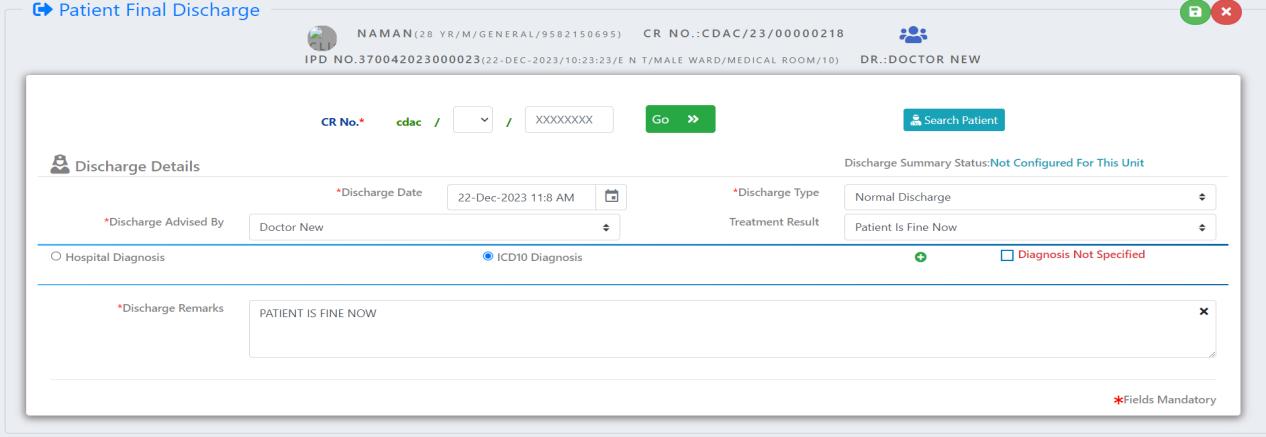 Patient Final Discharge
NAMAN(28 YR/M/GENERAL/9582150695) CR NO.:CDAC/23/00000218
IPD NO.370042023000023(22-DEC-2023/10:23:23/E N T/MALE WARD/MEDICAL ROOM/10) DR.:DOCTOR NEW
CR No.* cdac / / XXXXXXXX Go » Search Patient
Discharge Details Discharge Summary Status:Not Configured For This Unit
*Discharge Date 22-Dec-2023 11:8 AM *Discharge Type Normal Discharge
*Discharge Advised By Doctor New Treatment Result Patient Is Fine Now
Hospital Diagnosis ICD10 Diagnosis Diagnosis Not Specified
*Discharge Remarks PATIENT IS FINE NOW
*Fields Mandatory